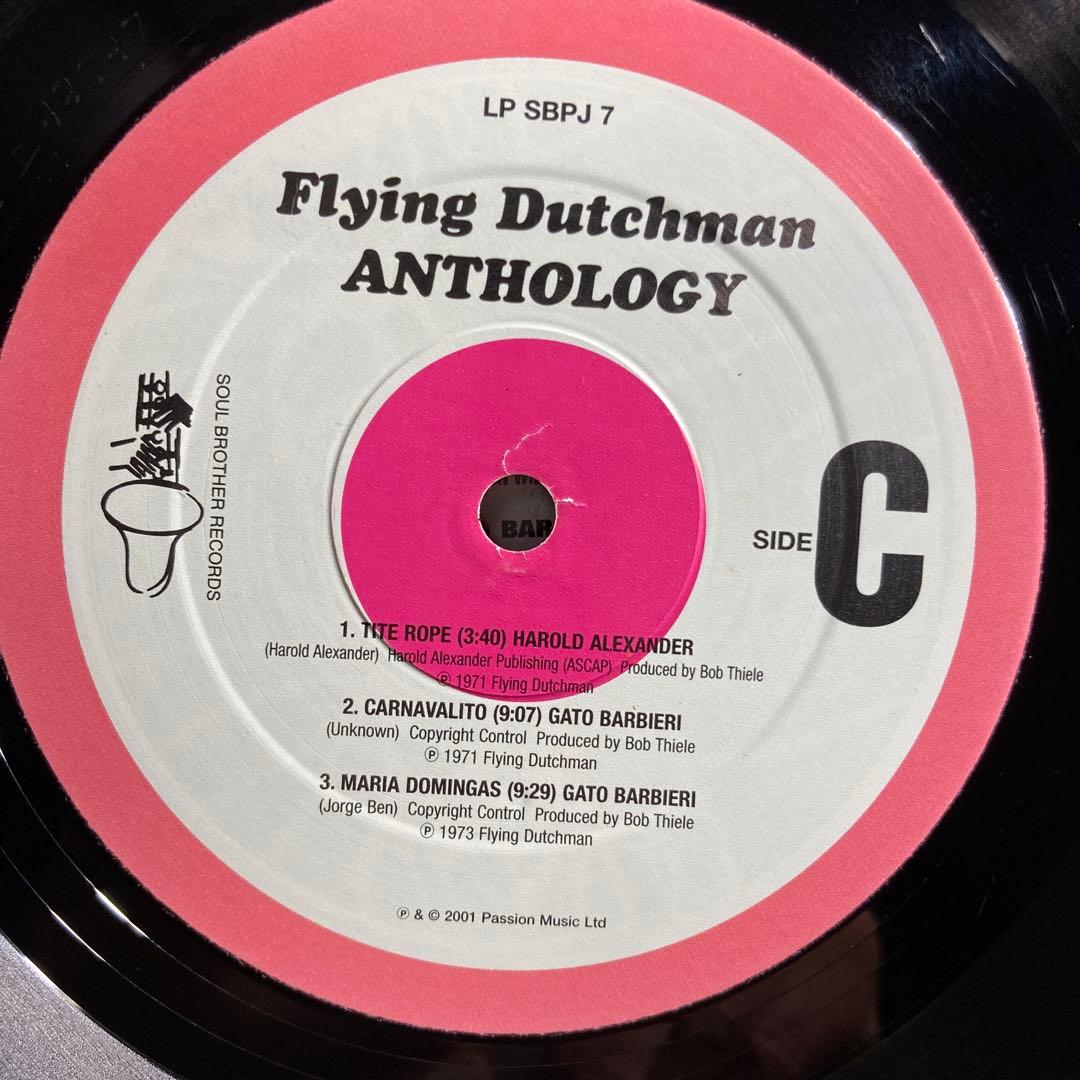 LP SBPJ 7
Flying Dutchman
ANTHOLOGY
SOUL BROTHER RECORDS
SIDE C
BAR
1. TITE ROPE (3:40) HAROLD ALEXANDER
(Harold Alexander) Harold Alexander Publishing (ASCAP) Produced by Bob Thiele
℗ 1971 Flying Dutchman
2. CARNAVALITO (9:07) GATO BARBIERI
(Unknown) Copyright Control Produced by Bob Thiele
℗ 1971 Flying Dutchman
3. MARIA DOMINGAS (9:29) GATO BARBIERI
(Jorge Ben) Copyright Control Produced by Bob Thiele
℗ 1973 Flying Dutchman
℗ & © 2001 Passion Music Ltd